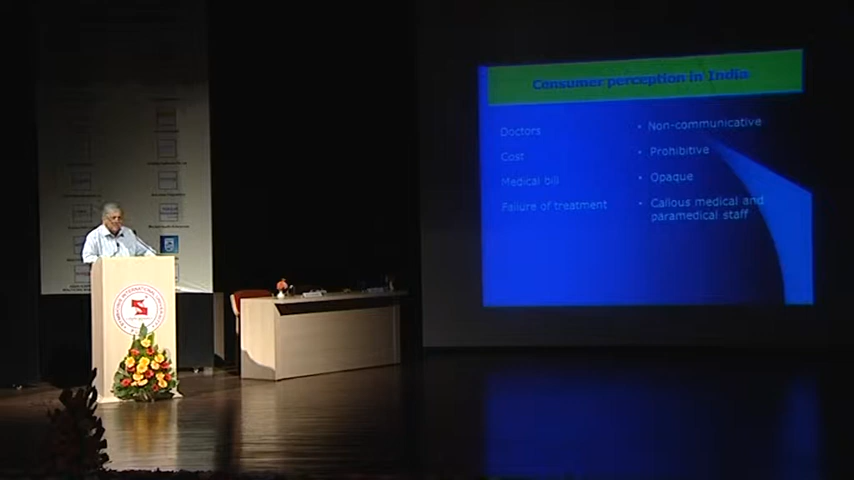 Consumer perception in India
Doctors
• Non-communicative
Cost
• Prohibitive
Medical bill
• Opaque
Failure of treatment
• Callous medical and
paramedical staff